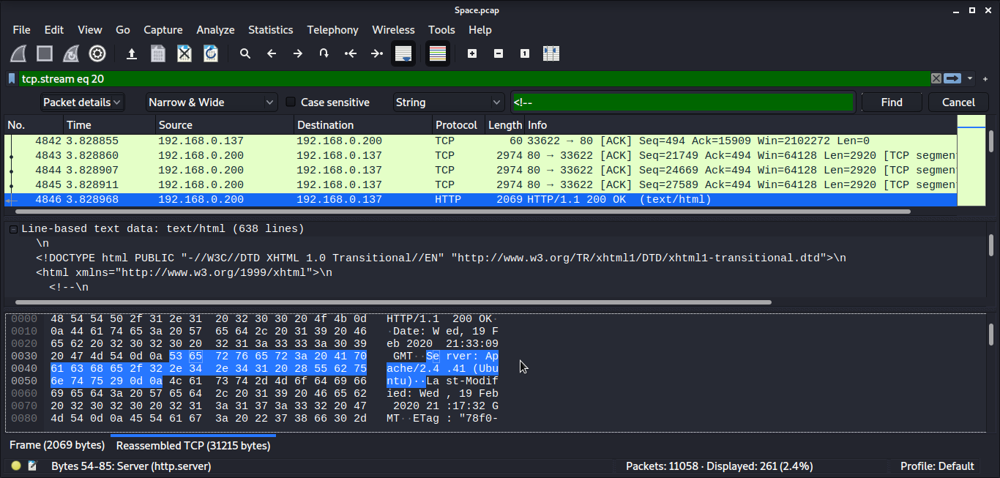 Space.pcap
File Edit View Go Capture Analyze Statistics Telephony Wireless Tools Help
tcp.stream eq 20
Packet details Narrow & Wide Case sensitive String <!-- Find Cancel
No. Time Source Destination Protocol Length Info
4842 3.828855 192.168.0.137 192.168.0.200 TCP 60 33622 → 80 [ACK] Seq=494 Ack=15909 Win=2102272 Len=0
4843 3.828860 192.168.0.200 192.168.0.137 TCP 2974 80 → 33622 [ACK] Seq=21749 Ack=494 Win=64128 Len=2920 [TCP segmen
4844 3.828907 192.168.0.200 192.168.0.137 TCP 2974 80 → 33622 [ACK] Seq=24669 Ack=494 Win=64128 Len=2920 [TCP segmen
4845 3.828911 192.168.0.200 192.168.0.137 TCP 2974 80 → 33622 [ACK] Seq=27589 Ack=494 Win=64128 Len=2920 [TCP segmen
4846 3.828968 192.168.0.200 192.168.0.137 HTTP 2069 HTTP/1.1 200 OK  (text/html)
Line-based text data: text/html (638 lines)
\n
<!DOCTYPE html PUBLIC "-//W3C//DTD XHTML 1.0 Transitional//EN" "http://www.w3.org/TR/xhtml1/DTD/xhtml1-transitional.dtd">\n
<html xmlns="http://www.w3.org/1999/xhtml">\n
<!--\n
0000 48 54 54 50 2f 31 2e 31 20 32 30 30 20 4f 4b 0d HTTP/1.1 200 OK·
0010 0a 44 61 74 65 3a 20 57 65 64 2c 20 31 39 20 46 ·Date: W ed, 19 F
0020 65 62 20 32 30 32 30 20 32 31 3a 33 33 3a 30 39 eb 2020 21:33:09
0030 20 47 4d 54 0d 0a 53 65 72 76 65 72 3a 20 41 70 GMT··Se rver: Ap
0040 61 63 68 65 2f 32 2e 34 2e 34 31 20 28 55 62 75 ache/2.4 .41 (Ubu
0050 6e 74 75 29 0d 0a 4c 61 73 74 2d 4d 6f 64 69 66 ntu)··La st-Modif
0060 69 65 64 3a 20 57 65 64 2c 20 31 39 20 46 65 62 ied: Wed , 19 Feb
0070 20 32 30 32 30 20 32 31 3a 31 37 3a 33 32 20 47 2020 21 :17:32 G
0080 4d 54 0d 0a 45 54 61 67 3a 20 22 37 38 66 30 2d MT··ETag : "78f0-
Frame (2069 bytes) Reassembled TCP (31215 bytes)
Bytes 54-85: Server (http.server) Packets: 11058 · Displayed: 261 (2.4%) Profile: Default